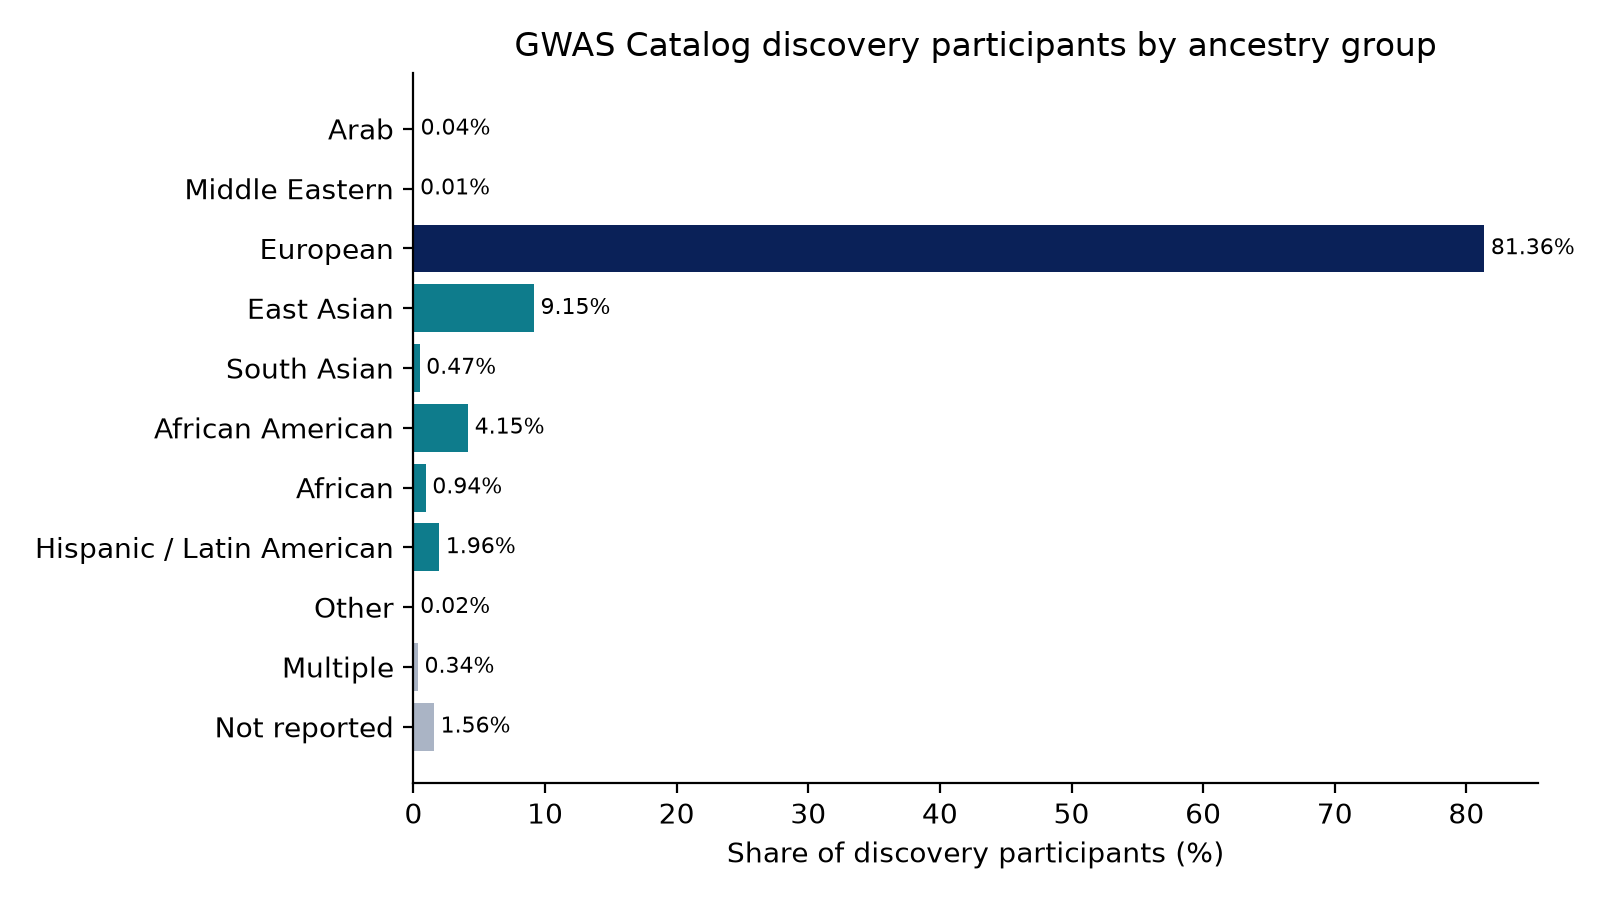 GWAS Catalog discovery participants by ancestry group
Arab 0.04%
Middle Eastern 0.01%
European 81.36%
East Asian 9.15%
South Asian 0.47%
African American 4.15%
African 0.94%
Hispanic / Latin American 1.96%
Other 0.02%
Multiple 0.34%
Not reported 1.56%
0 10 20 30 40 50 60 70 80
Share of discovery participants (%)